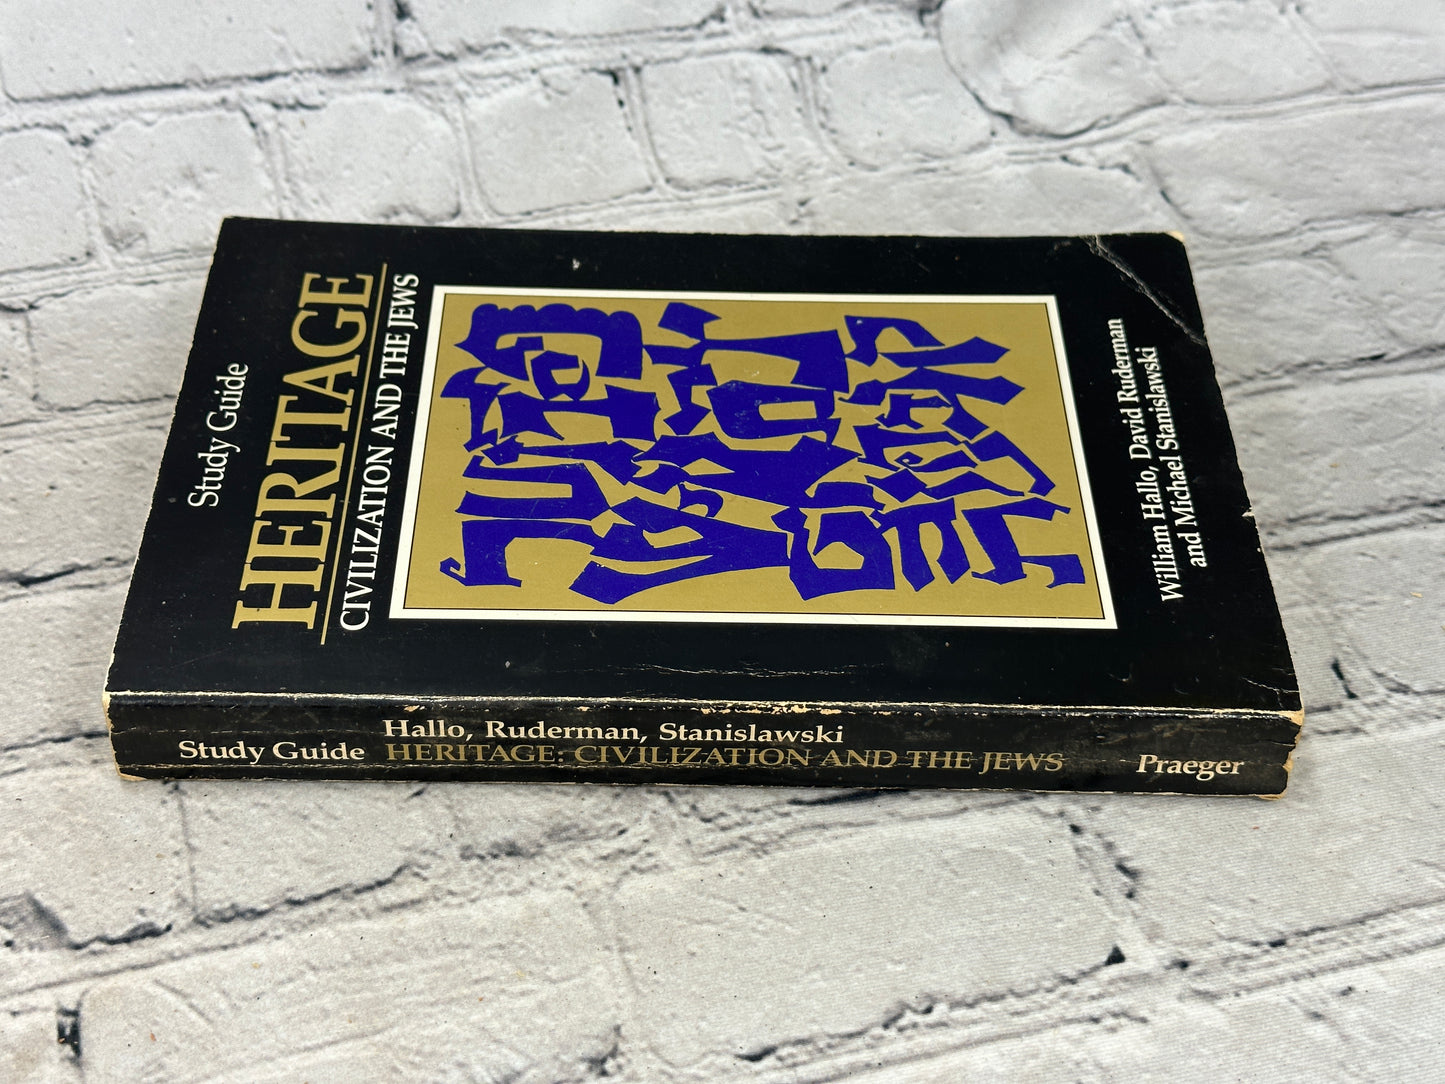 Study Guide
HERITAGE
CIVILIZATION AND THE JEWS
William Hallo, David Ruderman
and Michael Stanislawski
Hallo, Ruderman, Stanislawski
Study Guide HERITAGE: CIVILIZATION AND THE JEWS Praeger